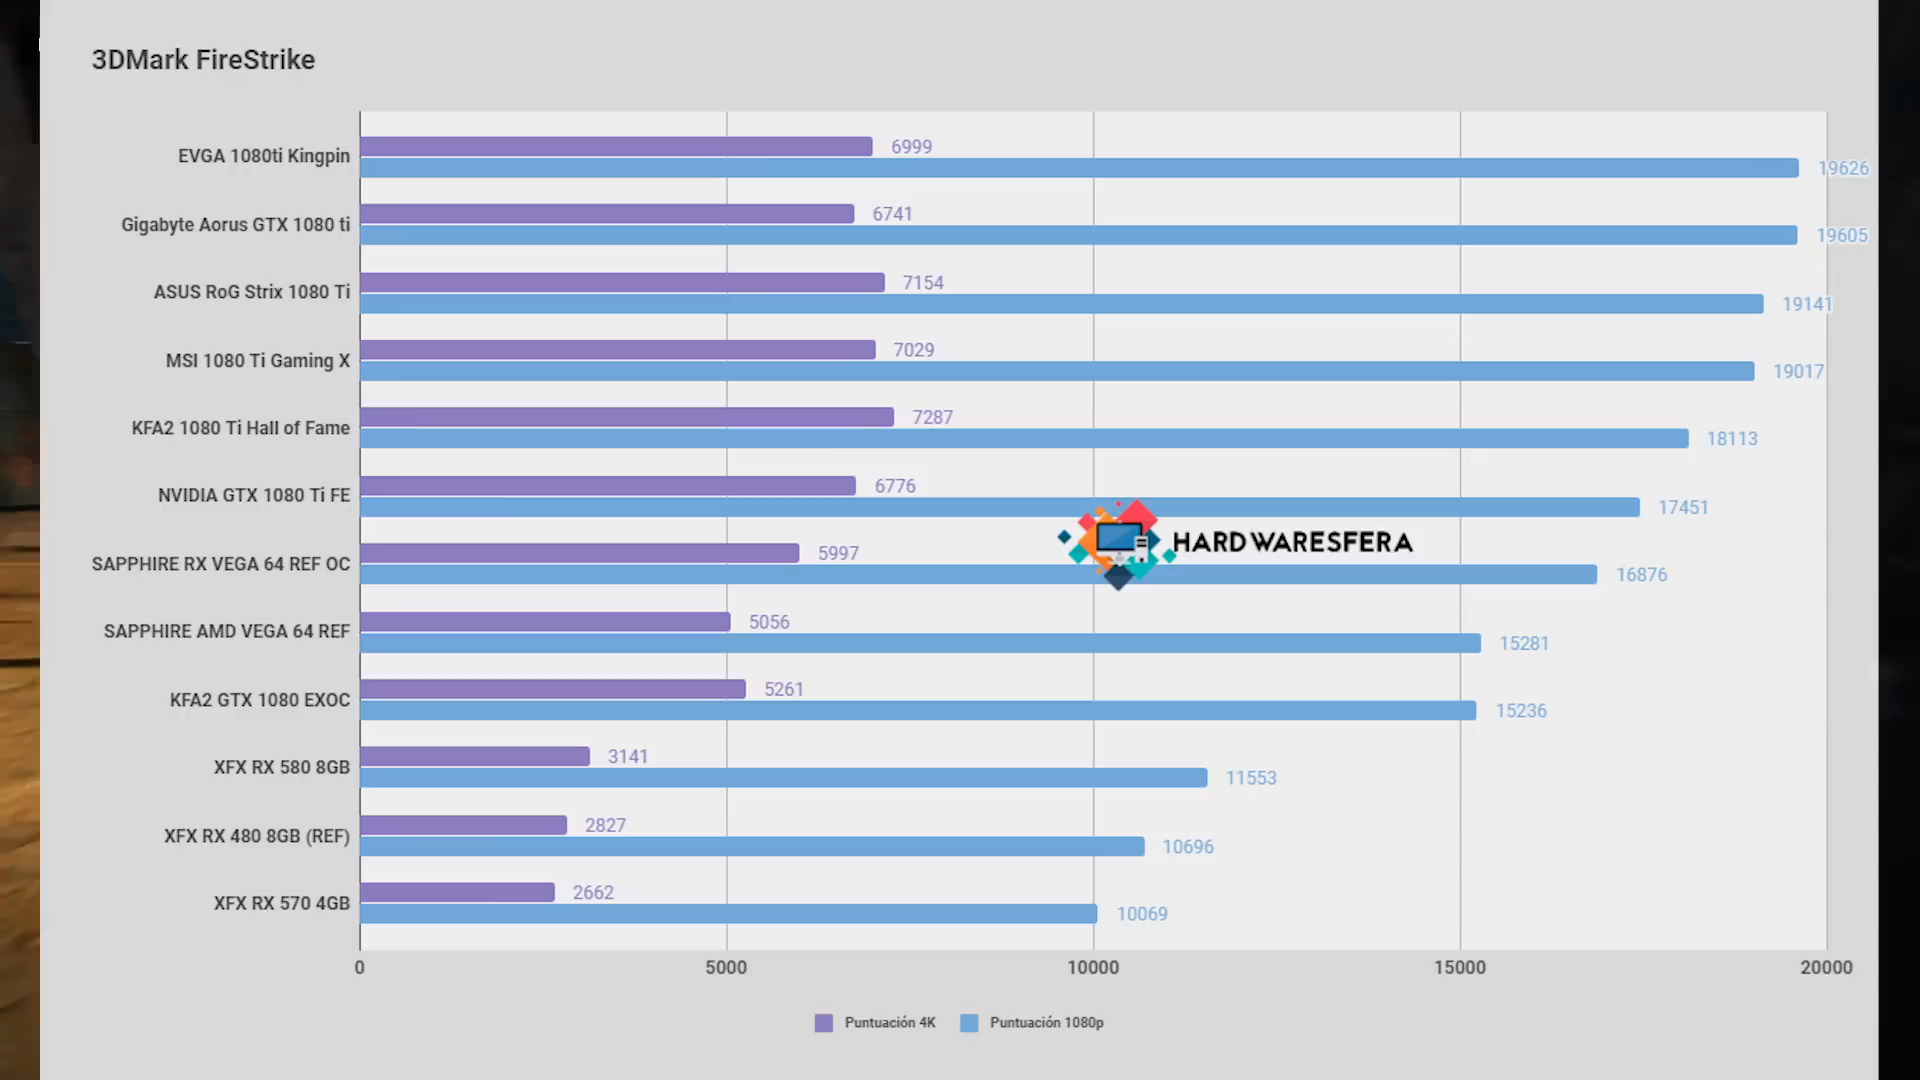 3DMark FireStrike
EVGA 1080ti Kingpin
6999
19626
Gigabyte Aorus GTX 1080 ti
6741
19605
ASUS RoG Strix 1080 Ti
7154
19141
MSI 1080 Ti Gaming X
7029
19017
KFA2 1080 Ti Hall of Fame
7287
18113
NVIDIA GTX 1080 Ti FE
6776
17451
HARDWARESFERA
SAPPHIRE RX VEGA 64 REF OC
5997
16876
SAPPHIRE AMD VEGA 64 REF
5056
15281
KFA2 GTX 1080 EXOC
5261
15236
XFX RX 580 8GB
3141
11553
XFX RX 480 8GB (REF)
2827
10696
XFX RX 570 4GB
2662
10069
0 5000 10000 15000 20000
Puntuación 4K Puntuación 1080p